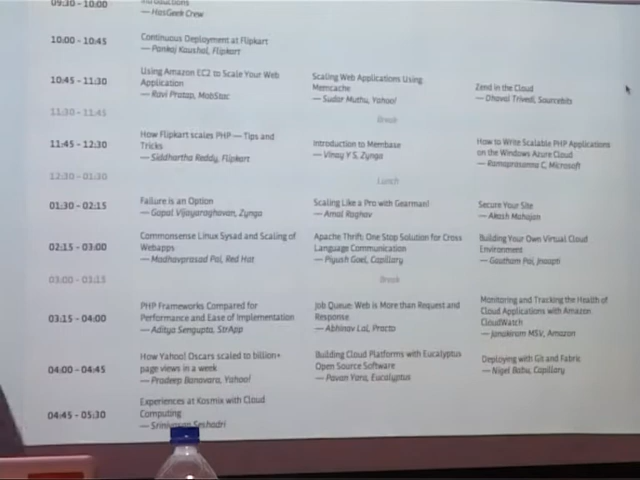 09:30 - 10:00
Introductions
— HasGeek Crew
10:00 - 10:45
Continuous Deployment at Flipkart
— Pankaj Kaushal, Flipkart
10:45 - 11:30
Using Amazon EC2 to Scale Your Web
Application
— Ravi Pratap, MobStac
Scaling Web Applications Using
Memcache
— Sudar Muthu, Yahoo!
Zend in the Cloud
— Dhaval Trivedi, Sourcebits
11:30 - 11:45
Break
11:45 - 12:30
How Flipkart scales PHP — Tips and
Tricks
— Siddhartha Reddy, Flipkart
Introduction to Membase
— Vinay Y S, Zynga
How to Write Scalable PHP Applications
on the Windows Azure Cloud
— Ramaprasanna C, Microsoft
12:30 - 01:30
Lunch
01:30 - 02:15
Failure is an Option
— Gopal Vijayaraghavan, Zynga
Scaling Like a Pro with Gearman!
— Amal Raghav
Secure Your Site
— Akash Mahajan
02:15 - 03:00
Commonsense Linux Sysad and Scaling of
Webapps
— Madhavprasad Pai, Red Hat
Apache Thrift: One Stop Solution for Cross
Language Communication
— Piyush Goel, Capillary
Building Your Own Virtual Cloud
Environment
— Goutham Pai, Jnaapti
03:00 - 03:15
Break
03:15 - 04:00
PHP Frameworks Compared for
Performance and Ease of Implementation
— Aditya Sengupta, StrApp
Job Queue: Web is More than Request and
Response
— Abhinav Lal, Practo
Monitoring and Tracking the Health of
Cloud Applications with Amazon
CloudWatch
— Janakiram MSV, Amazon
04:00 - 04:45
How Yahoo! Oscars scaled to billion+
page views in a week
— Pradeep Banavara, Yahoo!
Building Cloud Platforms with Eucalyptus
Open Source Software
— Pavan Yara, Eucalyptus
Deploying with Git and Fabric
— Nigel Babu, Capillary
04:45 - 05:30
Experiences at Kosmix with Cloud
Computing
— Srinivasan Seshadri